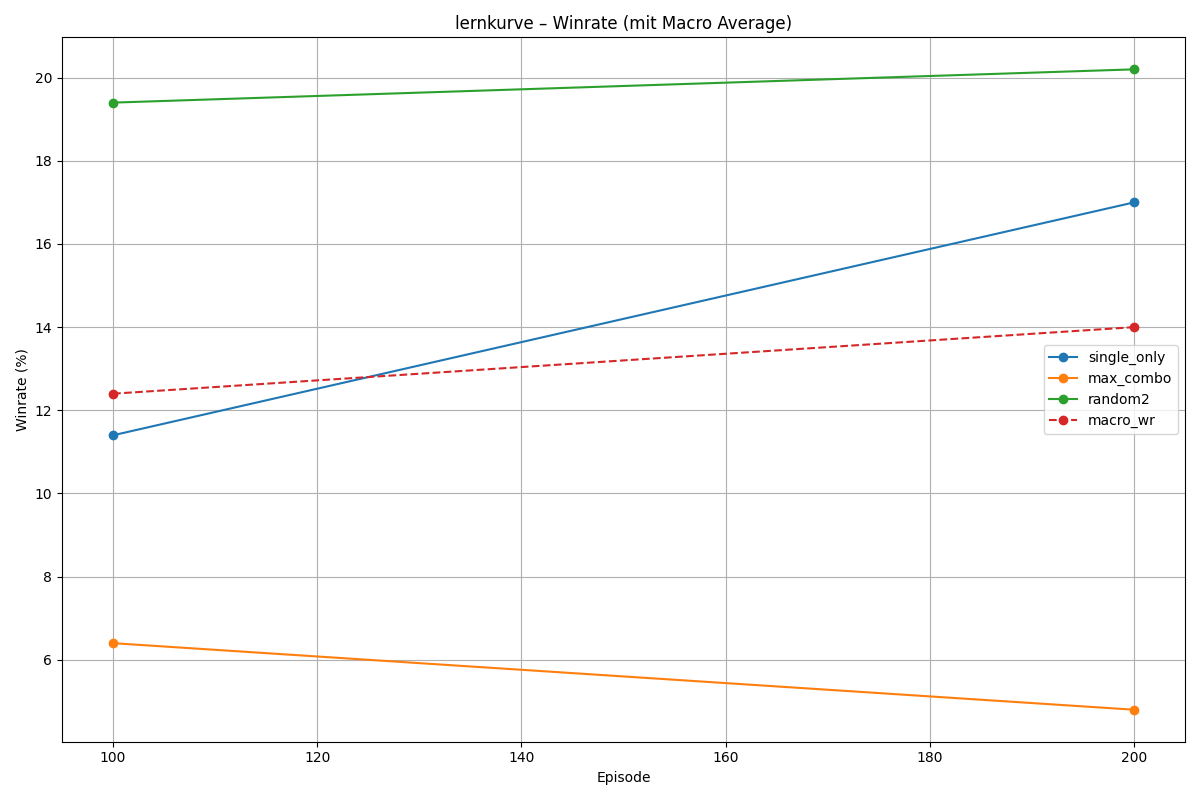 lernkurve – Winrate (mit Macro Average)
Winrate (%)
20
18
16
14
12
10
8
6
single_only
max_combo
random2
macro_wr
100 120 140 160 180 200
Episode